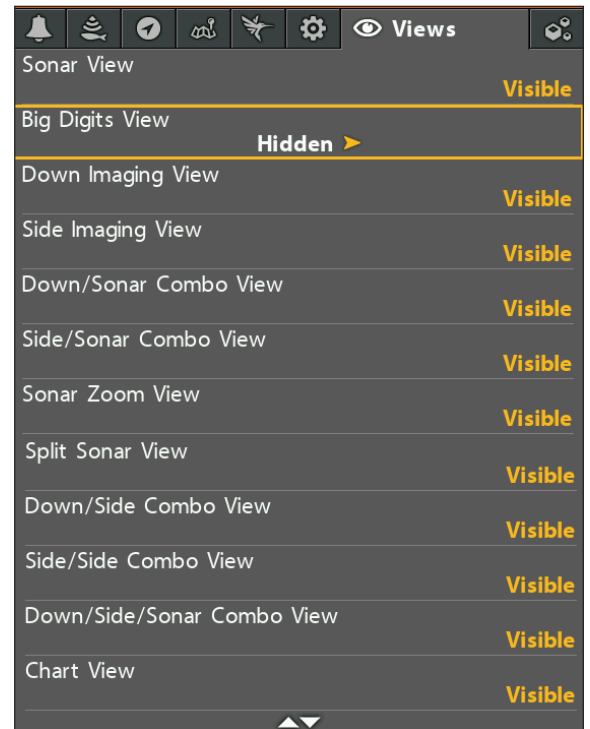 Views
Sonar View
Visible
Big Digits View
Hidden
Down Imaging View
Visible
Side Imaging View
Visible
Down/Sonar Combo View
Visible
Side/Sonar Combo View
Visible
Sonar Zoom View
Visible
Split Sonar View
Visible
Down/Side Combo View
Visible
Side/Side Combo View
Visible
Down/Side/Sonar Combo View
Visible
Chart View
Visible